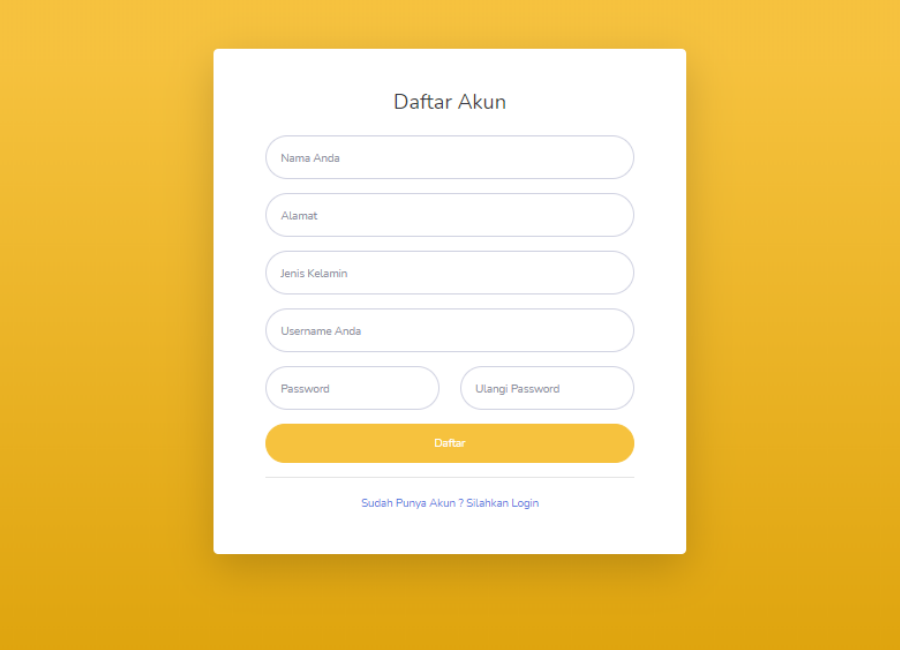 Daftar Akun
Nama Anda
Alamat
Jenis Kelamin
Username Anda
Password
Ulangi Password
Daftar
Sudah Punya Akun ? Silahkan Login